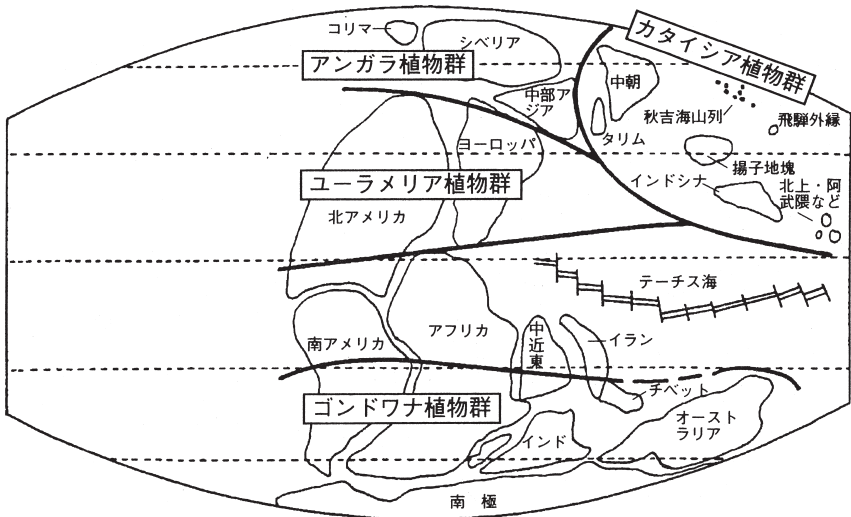 コリマ
シベリア
アンガラ植物群
カタイシア植物群
中朝
中部ア
ジア
秋吉海山列
飛騨外縁
タリム
ヨーロッパ
揚子地塊
ユーラメリア植物群
インドシナ
北上・阿
武隈など
北アメリカ
テーチス海
南アメリカ
アフリカ
中近東
イラン
チベット
ゴンドワナ植物群
オースト
ラリア
インド
南極